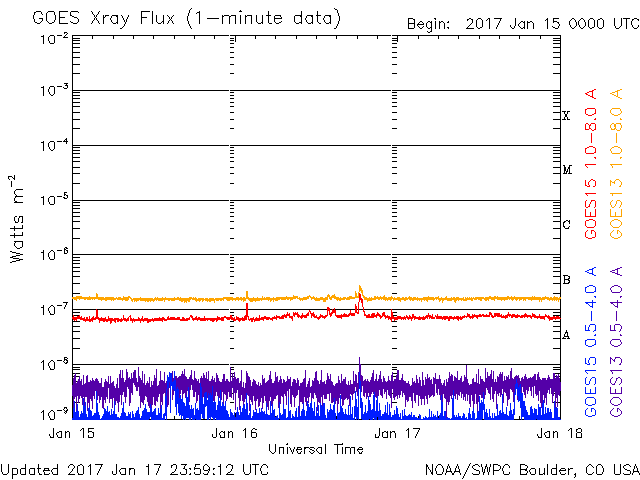 GOES Xray Flux (1-minute data)
Begin: 2017 Jan 15 0000 UTC
Watts m⁻²
10⁻²
10⁻³
10⁻⁴
10⁻⁵
10⁻⁶
10⁻⁷
10⁻⁸
10⁻⁹
X
M
C
B
A
GOES15 1.0-8.0 A
GOES13 1.0-8.0 A
GOES15 0.5-4.0 A
GOES13 0.5-4.0 A
Jan 15 Jan 16 Jan 17 Jan 18
Universal Time
Updated 2017 Jan 17 23:59:12 UTC
NOAA/SWPC Boulder, CO USA